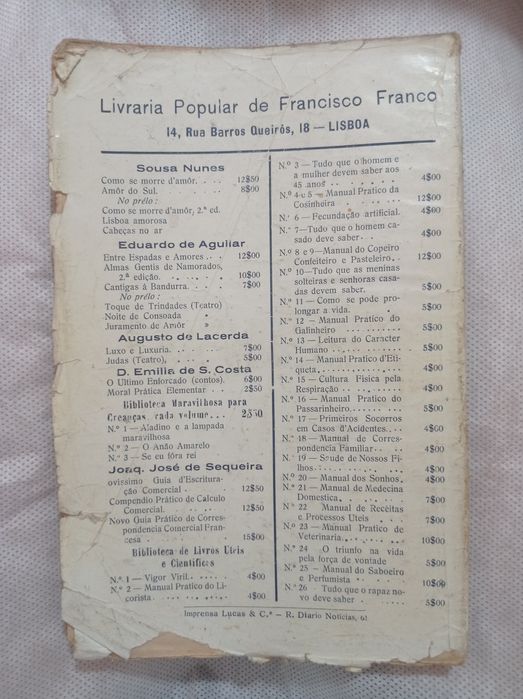 Livraria Popular de Francisco Franco
14, Rua Barros Queirós, 18 — LISBOA
Sousa Nunes
Como se morre d'amôr. . . . 12$50
Amôr do Sul. . . . . 8$00
No prélo:
Como se morre d'amôr, 2.ª ed.
Lisboa amorosa
Cabeças no ar
Eduardo de Aguilar
Entre Espadas e Amores . . 12$00
Almas Gentis de Namorados,
2.ª edição. . . . . . . 10$00
Cantigas á Bandurra. . . . 7$00
No prélo:
Toque de Trindades (Teatro)
Noite de Consoada »
Juramento de Amôr »
Augusto de Lacerda
Luxo e Luxuria. . . . . . 7$00
Judas (Teatro), . . . . . 5$00
D. Emilia de S. Costa
O Ultimo Enforcado (contos). 6$00
Moral Prática Elementar . . . 2$50
Biblioteca Maravilhosa para
Creanças, cada volume... 2$50
N.º 1 — Aladino e a lampada
maravilhosa
N.º 2 — O Anão Amarelo
N.º 3 — Se eu fôra rei
Joaq. José de Sequeira
ovissimo Guia d'Escritu-
ração Comercial . . . . 12$50
Compendio Prático de Calculo
Comercial. . . . . . . 12$50
Novo Guia Prático de Corres-
pondencia Comercial Fran-
cesa . . . . . . . . 15$00
Biblioteca de Livros Uteis
e Cientificos
N.º 1 — Vigor Viril. . . . . . 4$00
N.º 2 — Manual Prático do Li-
corista. . . . . . . . 4$00
N.º 3 — Tudo que o homem e
a mulher devem saber aos
45 anos . . . . . . . 4$00
N.º 4 e 5 — Manual Pratico da
Cosinheira . . . . . . 12$00
N.º 6 — Fecundação artificial. 4$00
N.º 7 — Tudo que o homem ca-
sado deve saber. . . . . 4$00
N.º 8 e 9 — Manual do Copeiro
Confeiteiro e Pasteleiro. . 12$00
N.º 10 — Tudo que as meninas
solteiras e senhoras casa-
das devem saber. . . . . 5$00
N.º 11 — Como se pode pro-
longar a vida. . . . . . 5$00
N.º 12 — Manual Pratico do
Galinheiro . . . . . . . 5$00
N.º 13 — Leitura do Caracter
Humano . . . . . . . . 5$00
N.º 14 — Manual Pratico d'Eti-
queta. . . . . . . . . 4$00
N.º 15 — Cultura Fisica pela
Respiração . . . . . . . 4$00
N.º 16 — Manual Pratico do
Passarinheiro. . . . . . 5$00
N.º 17 — Primeiros Socorros
em Casos d'Acidentes. . . 4$00
N.º 18 — Manual de Corres-
pondencia Familiar. . . . 4$00
N.º 19 — Saude de Nossos Fi-
lhos. . . . . . . . . 4$00
N.º 20 — Manual dos Sonhos. . 4$00
N.º 21 — Manual de Medecina
Domestica. . . . . . . 7$00
N.º 22 Manual de Receitas
e Processos Uteis . . . . 7$00
N.º 23 — Manual Pratico de
Veterinaria. . . . . . . 10$00
N.º 24 O triunfo na vida
pela força de vontade 5$00
N.º 25 — Manual do Saboeiro
e Perfumista . . . . . . 10$00
N.º 26 Tudo que o rapaz no-
vo deve saber . . . . . 5$00
Imprensa Lucas & C.ª — R. Diario Noticias, 61